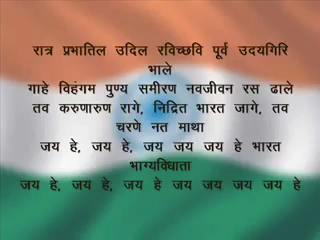 रात्र प्रभातिल उदिल रविच्छवि पूर्व उदयगिरि
भाले
गाहे विहंगम पुण्य समीरण नवजीवन रस ढाले
तव करुणारुण रागे, निद्रित भारत जागे, तव
चरणे नत माथा
जय हे, जय हे, जय जय जय हे भारत
भाग्यविधाता
जय हे, जय हे, जय हे जय जय जय जय हे